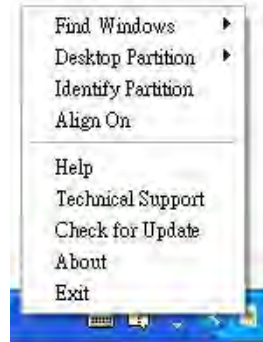 Find Windows
Desktop Partition
Identify Partition
Align On
Help
Technical Support
Check for Update
About
Exit